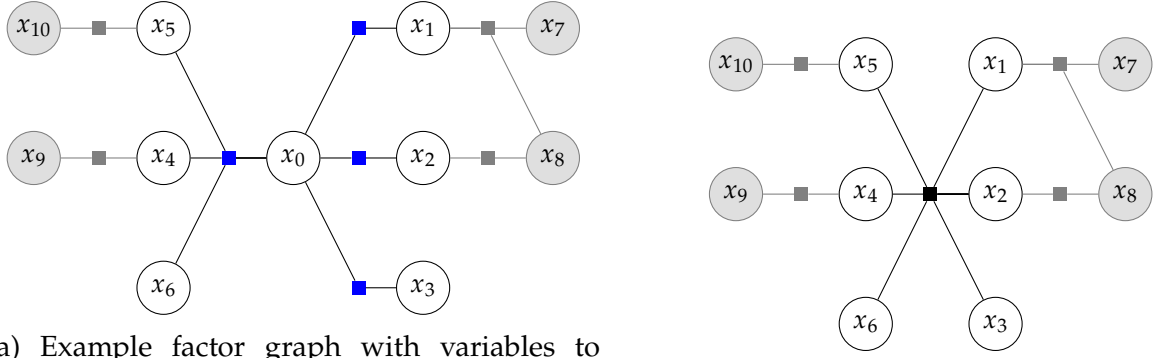 x10 x5 x1 x7
x10 x5 x1 x7
x9 x4 x0 x2 x8
x9 x4 x2 x8
x6 x3
x6 x3
a) Example factor graph with variables to